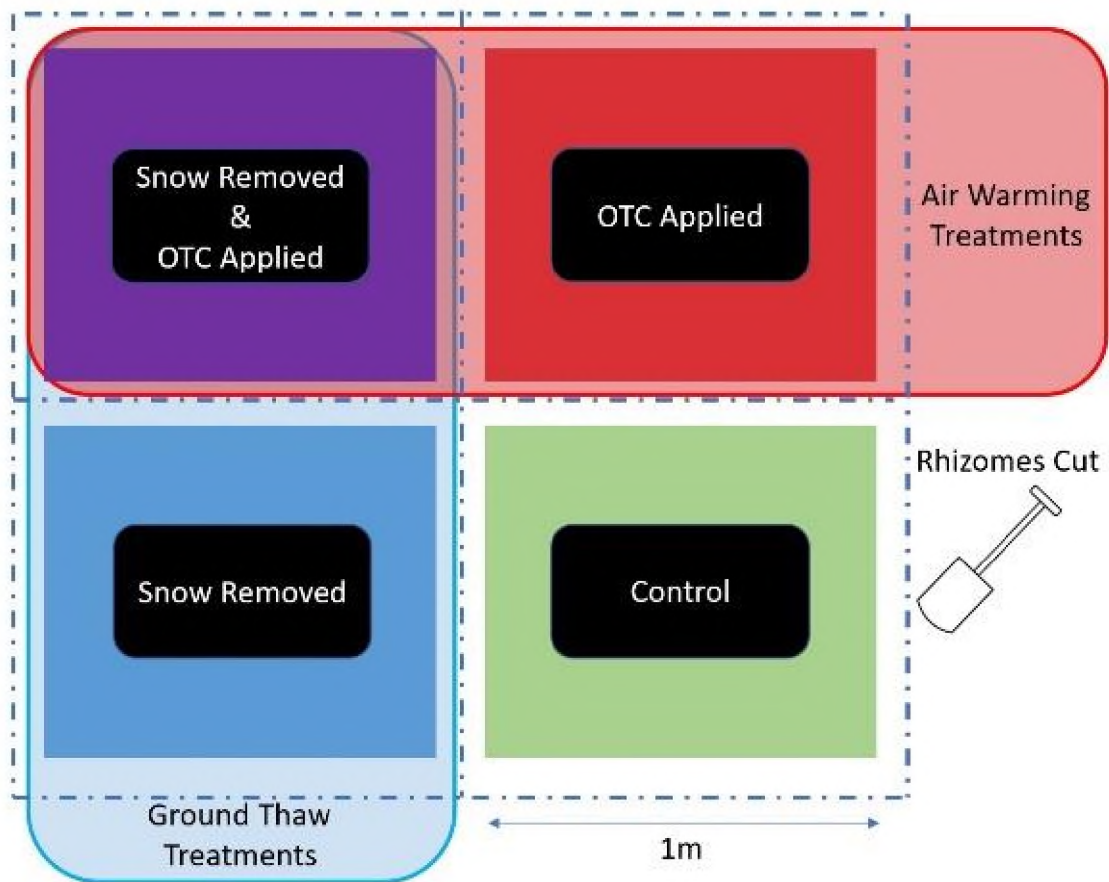 Snow Removed
&
OTC Applied
OTC Applied
Air Warming
Treatments
Rhizomes Cut
Snow Removed
Control
Ground Thaw
Treatments
1m